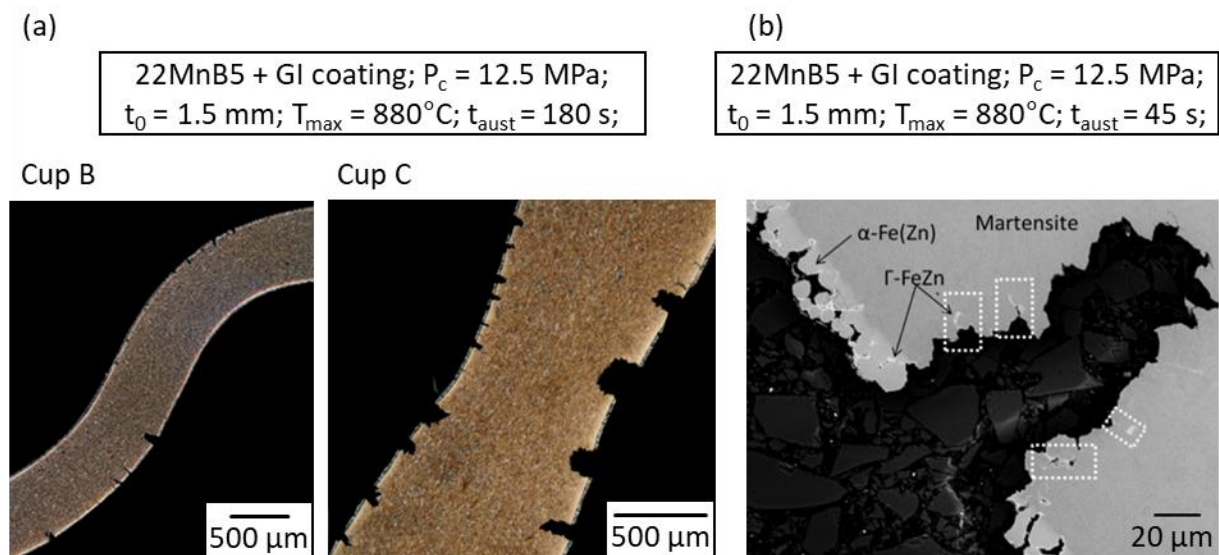 (a)
22MnB5 + GI coating; Pc = 12.5 MPa;
t0 = 1.5 mm; Tmax = 880°C; taust = 180 s;
Cup B
Cup C
500 µm
500 µm
(b)
22MnB5 + GI coating; Pc = 12.5 MPa;
t0 = 1.5 mm; Tmax = 880°C; taust = 45 s;
α-Fe(Zn)
Martensite
Γ-FeZn
20 µm